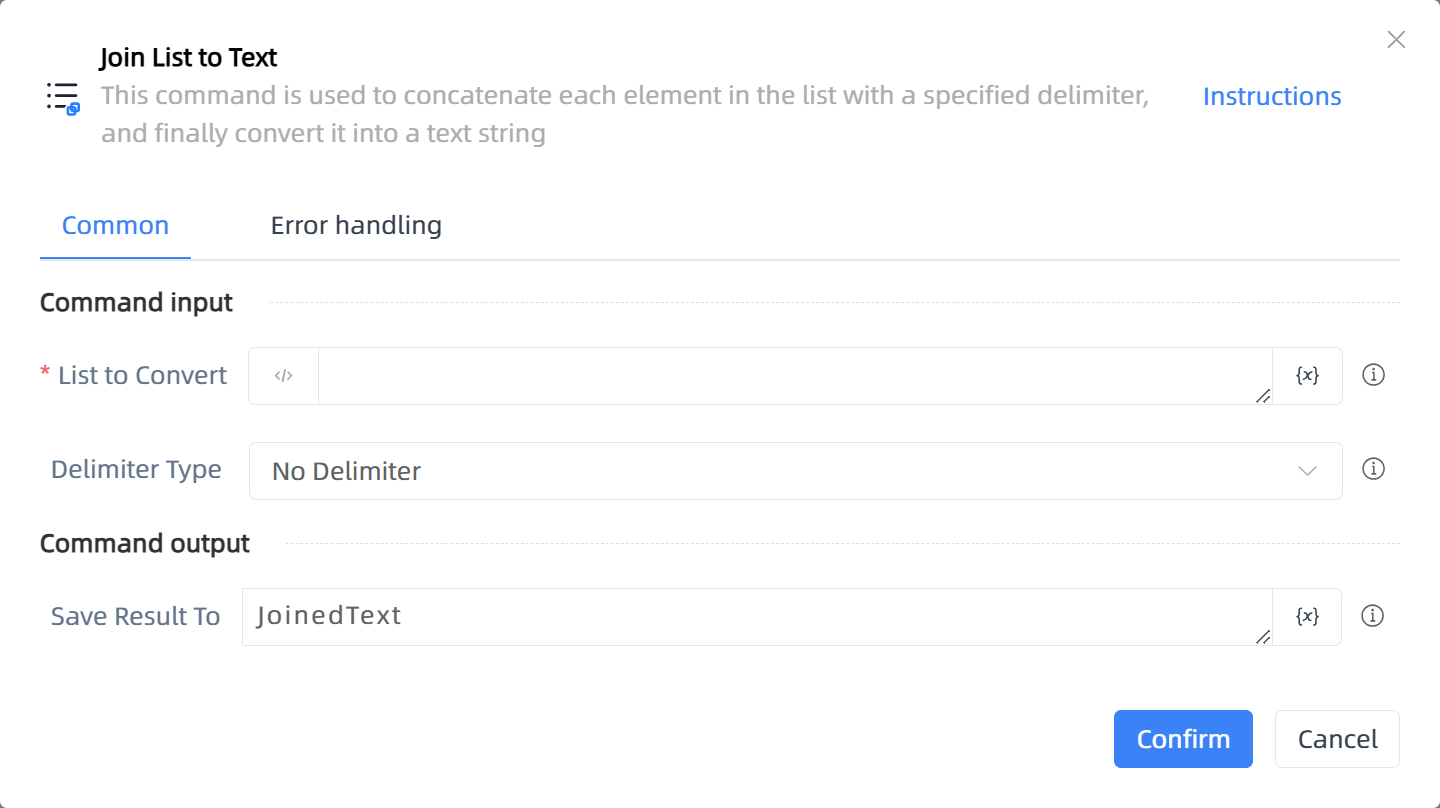 Join List to Text
This command is used to concatenate each element in the list with a specified delimiter,
and finally convert it into a text string
Instructions
Common
Error handling
Command input
* List to Convert
</>
{x}
Delimiter Type
No Delimiter
Command output
Save Result To
JoinedText
{x}
Confirm
Cancel